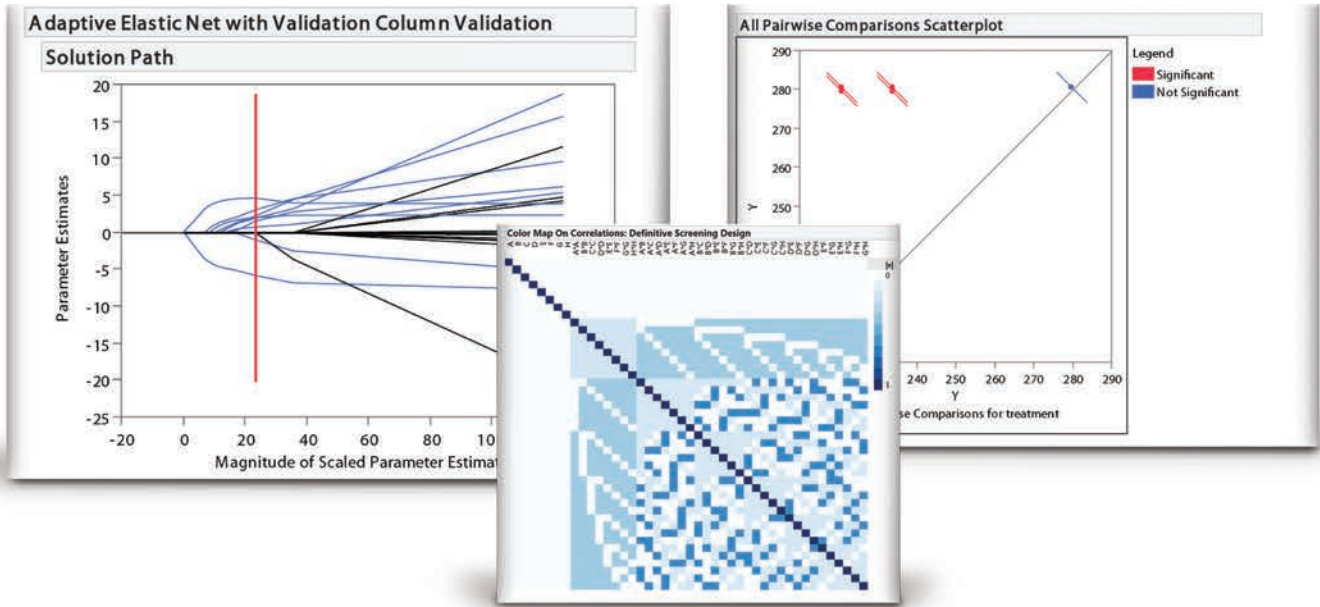 Adaptive Elastic Net with Validation Column Validation
Solution Path
20
15
10
5
0
-5
-10
-15
-20
-25
Parameter Estimates
-20 0 20 40 60 80 10
Magnitude of Scaled Parameter Estimat
All Pairwise Comparisons Scatterplot
290
280
270
260
250
Y
240 250 260 270 280 290
Y
se Comparisons for treatment
Legend
Significant
Not Significant
Color Map On Correlations: Definitive Screening Design
|r|
0
1